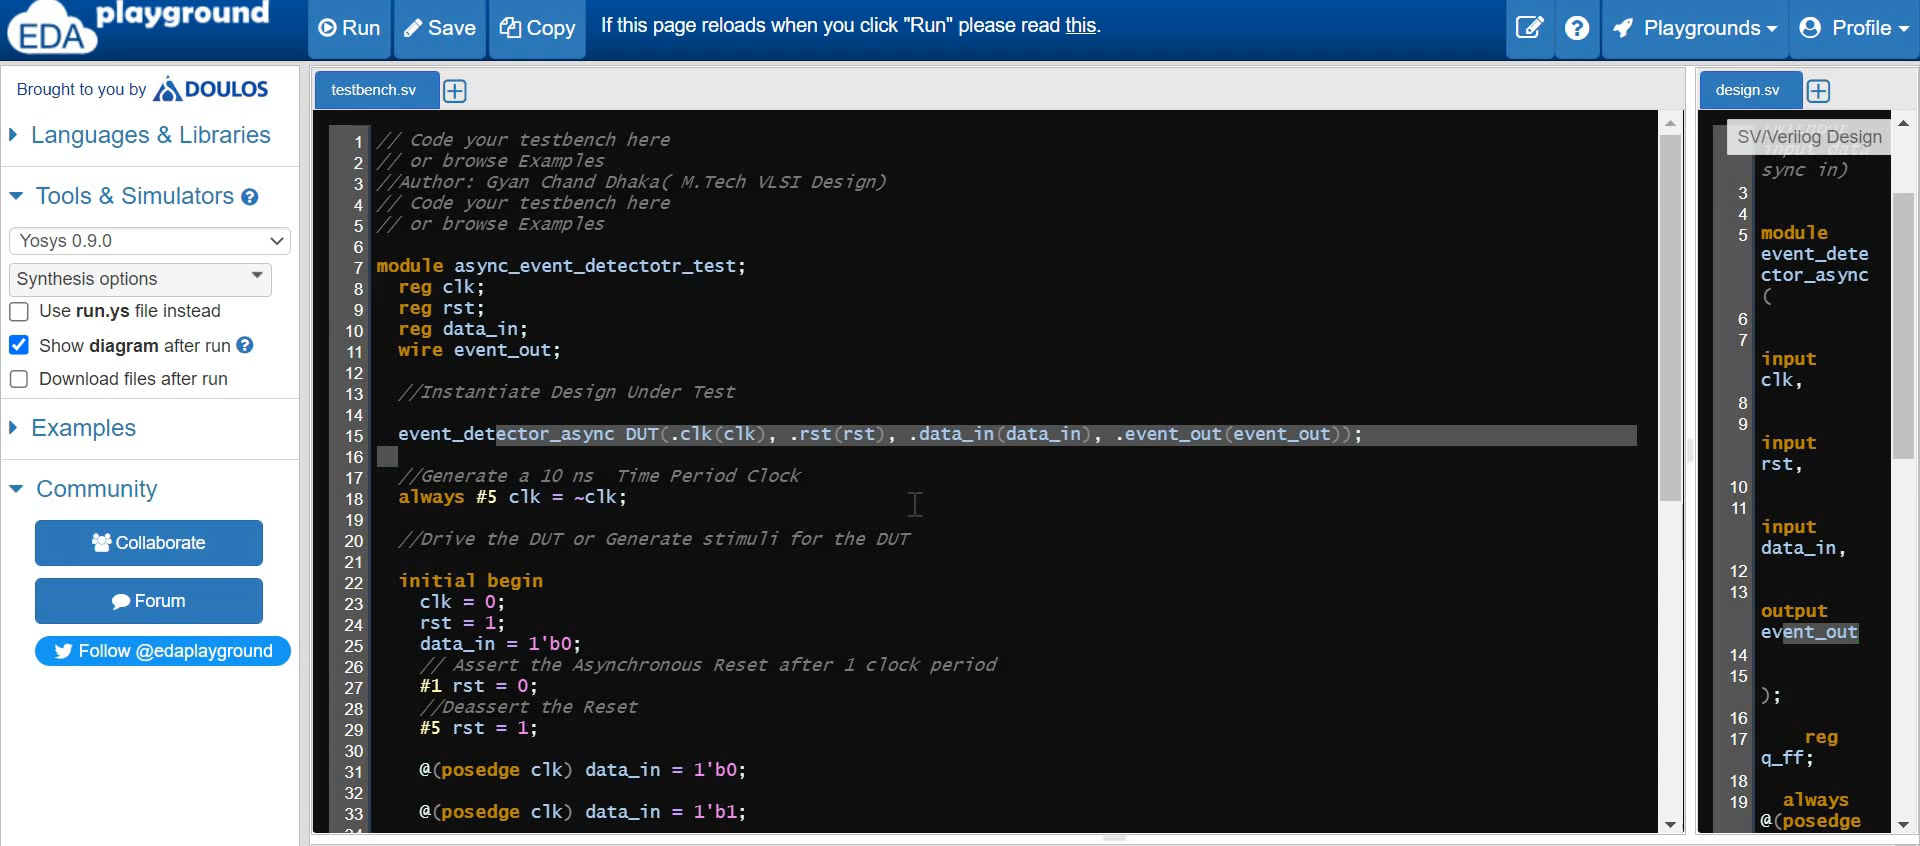 EDA playground
Run
Save
Copy
If this page reloads when you click "Run" please read this.
Playgrounds
Profile
Brought to you by DOULOS
Languages & Libraries
Tools & Simulators
Yosys 0.9.0
Synthesis options
Use run.ys file instead
Show diagram after run
Download files after run
Examples
Community
Collaborate
Forum
Follow @edaplayground
testbench.sv
1 // Code your testbench here
2 // or browse Examples
3 //Author: Gyan Chand Dhaka( M.Tech VLSI Design)
4 // Code your testbench here
5 // or browse Examples
6
7 module async_event_detectotr_test;
8 reg clk;
9 reg rst;
10 reg data_in;
11 wire event_out;
12
13 //Instantiate Design Under Test
14
15 event_detector_async DUT(.clk(clk), .rst(rst), .data_in(data_in), .event_out(event_out));
16
17 //Generate a 10 ns Time Period Clock
18 always #5 clk = ~clk;
19
20 //Drive the DUT or Generate stimuli for the DUT
21
22 initial begin
23 clk = 0;
24 rst = 1;
25 data_in = 1'b0;
26 // Assert the Asynchronous Reset after 1 clock period
27 #1 rst = 0;
28 //Deassert the Reset
29 #5 rst = 1;
30
31 @(posedge clk) data_in = 1'b0;
32
33 @(posedge clk) data_in = 1'b1;
design.sv
SV/Verilog Design
sync in)
3
4
5 module
event_dete
ctor_async
(
6
7
input
clk,
8
9
input
rst,
10
11
input
data_in,
12
13
output
event_out
14
15
);
16
17 reg
q_ff;
18
19 always
@(posedge